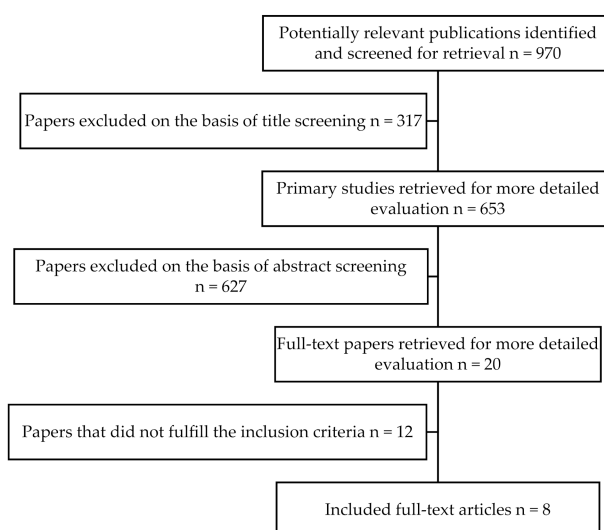 Potentially relevant publications identified
and screened for retrieval n = 970
Papers excluded on the basis of title screening n = 317
Primary studies retrieved for more detailed
evaluation n = 653
Papers excluded on the basis of abstract screening
n = 627
Full-text papers retrieved for more detailed
evaluation n = 20
Papers that did not fulfill the inclusion criteria n = 12
Included full-text articles n = 8